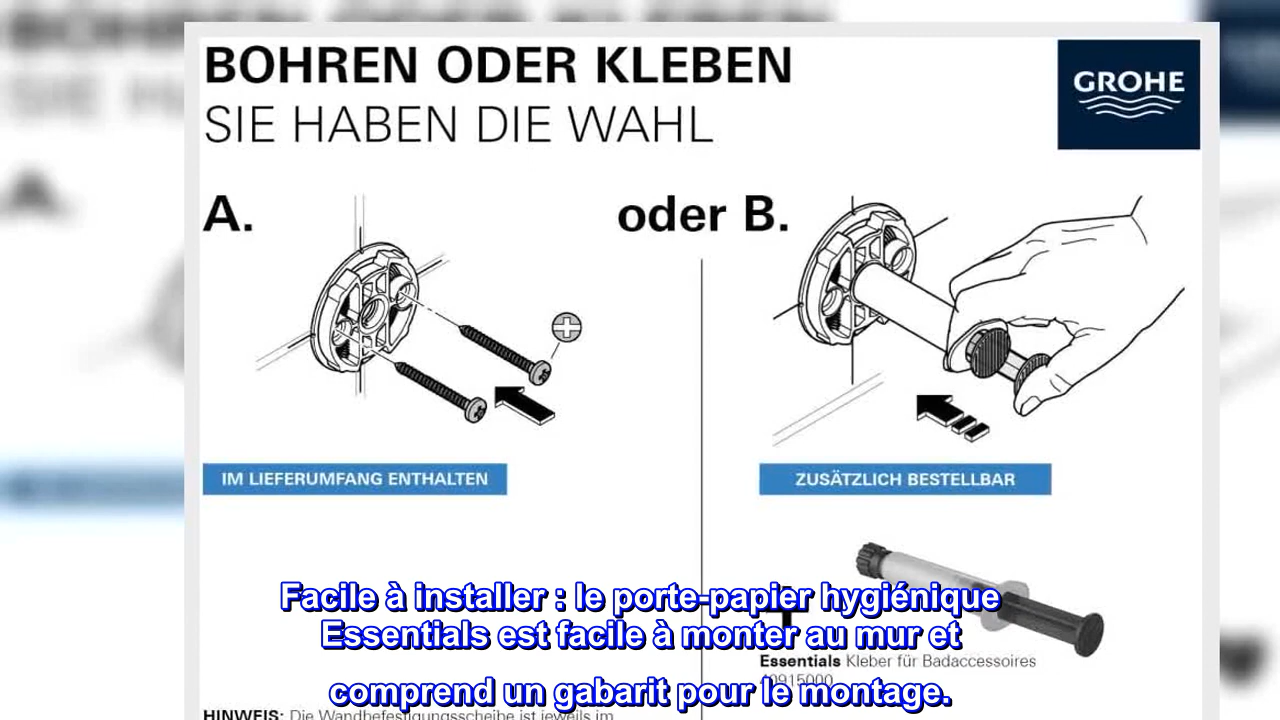 BOHREN ODER KLEBEN
SIE HABEN DIE WAHL
GROHE
A.
oder B.
IM LIEFERUMFANG ENTHALTEN
ZUSÄTZLICH BESTELLBAR
Facile à installer : le porte-papier hygiénique
Essentials est facile à monter au mur et
comprend un gabarit pour le montage.
+
Essentials Kleber für Badaccessoires
HINWEIS: Die Wandbefestigungsscheibe ist jeweils im